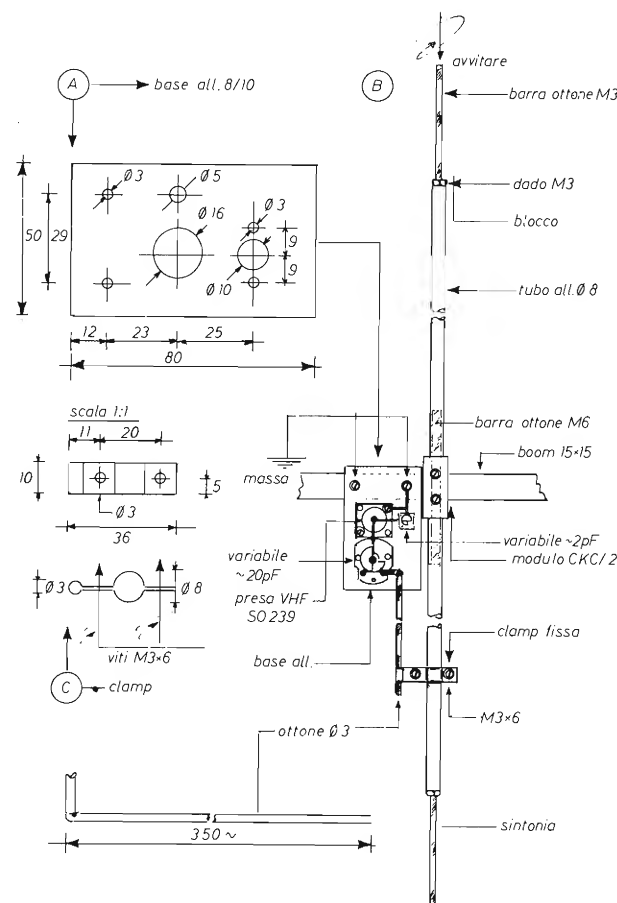 A
base all. 8/10
B
avvitare
barra ottone M3
dado M3
blocco
tubo all. Ø 8
Ø 3
Ø 5
Ø 16
Ø 3
50
29
9
9
Ø 10
12
23
25
80
scala 1:1
11
20
10
5
Ø 3
36
Ø 3
Ø 8
viti M3×6
C
clamp
massa
barra ottone M6
boom 15×15
variabile ~2pF
modulo CKC/2
variabile
~20pF
presa VHF
SO 239
base all.
clamp fissa
M3×6
ottone Ø 3
350 ~
sintonia